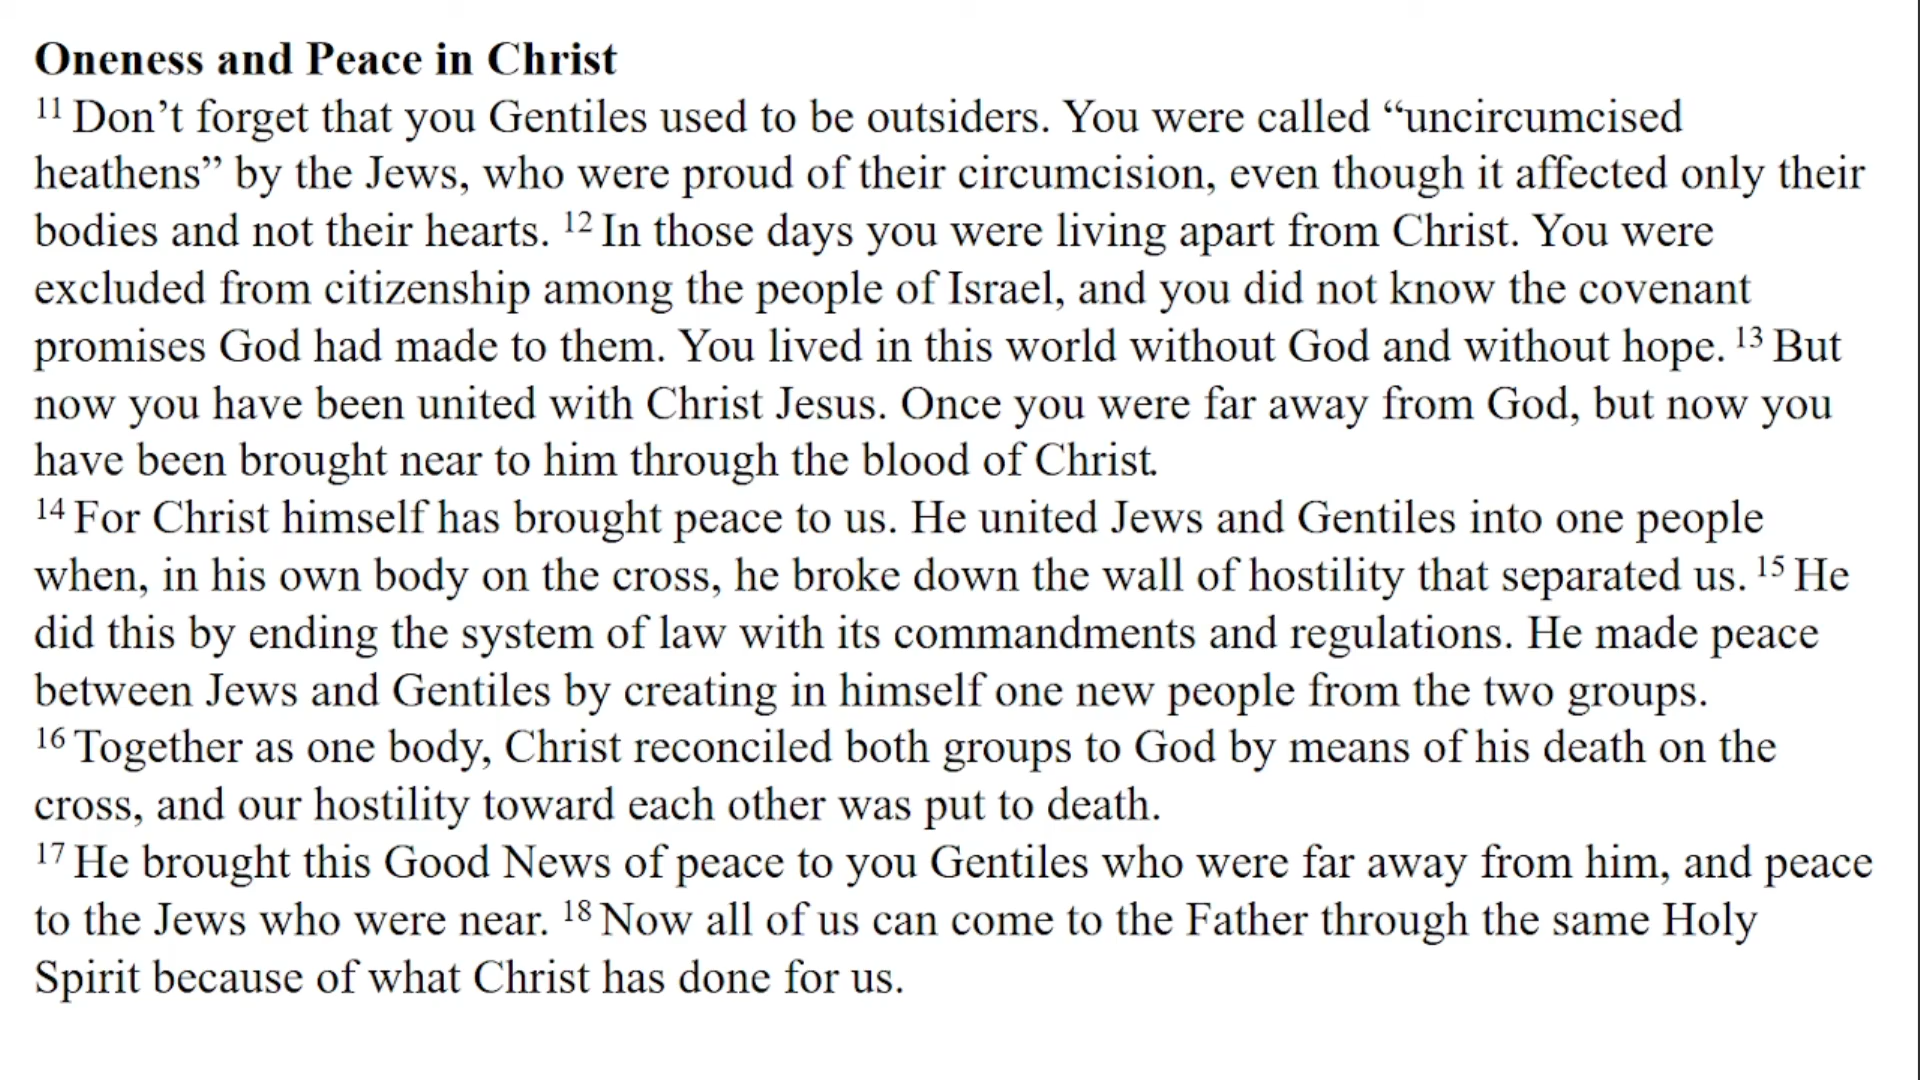 Oneness and Peace in Christ
11 Don’t forget that you Gentiles used to be outsiders. You were called “uncircumcised
heathens” by the Jews, who were proud of their circumcision, even though it affected only their
bodies and not their hearts. 12 In those days you were living apart from Christ. You were
excluded from citizenship among the people of Israel, and you did not know the covenant
promises God had made to them. You lived in this world without God and without hope. 13 But
now you have been united with Christ Jesus. Once you were far away from God, but now you
have been brought near to him through the blood of Christ.
14 For Christ himself has brought peace to us. He united Jews and Gentiles into one people
when, in his own body on the cross, he broke down the wall of hostility that separated us. 15 He
did this by ending the system of law with its commandments and regulations. He made peace
between Jews and Gentiles by creating in himself one new people from the two groups.
16 Together as one body, Christ reconciled both groups to God by means of his death on the
cross, and our hostility toward each other was put to death.
17 He brought this Good News of peace to you Gentiles who were far away from him, and peace
to the Jews who were near. 18 Now all of us can come to the Father through the same Holy
Spirit because of what Christ has done for us.